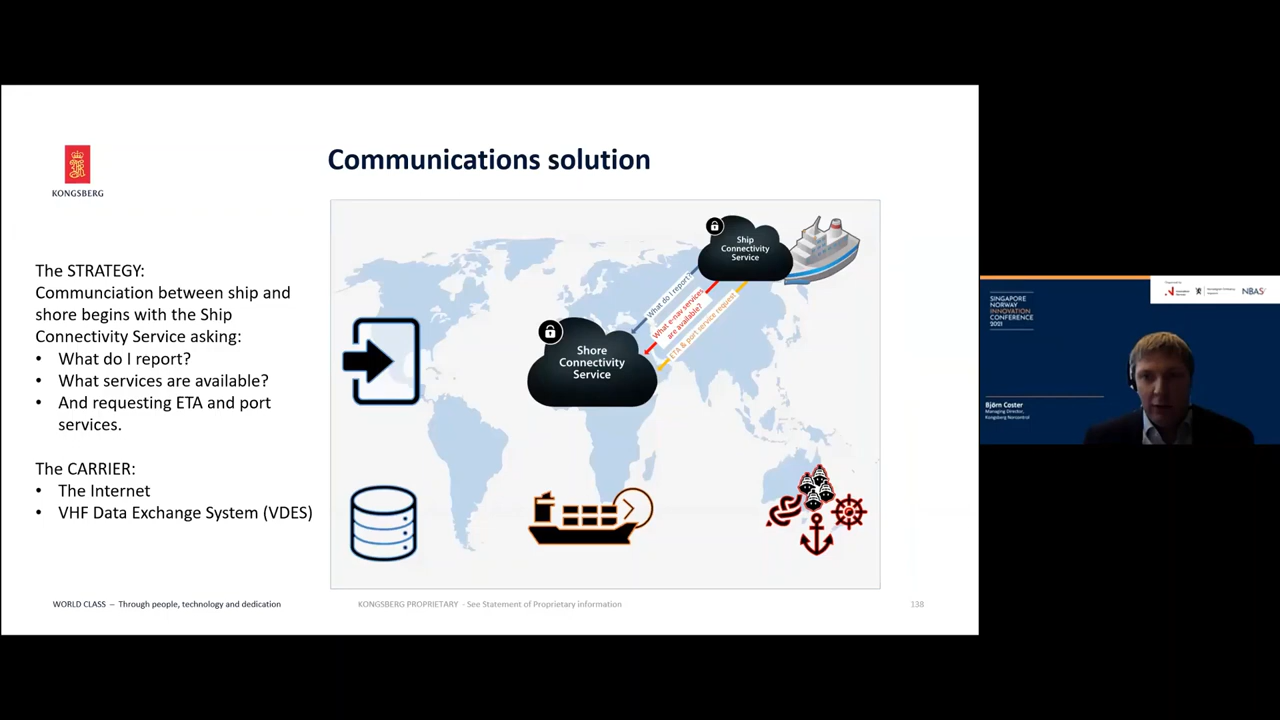 Communications solution
KONGSBERG
The STRATEGY:
Communciation between ship and
shore begins with the Ship
Connectivity Service asking:
• What do I report?
• What services are available?
• And requesting ETA and port
services.
The CARRIER:
• The Internet
• VHF Data Exchange System (VDES)
Ship
Connectivity
Service
What do I report?
What e-nav services
are available?
ETA & port service request
Shore
Connectivity
Service
WORLD CLASS – Through people, technology and dedication
KONGSBERG PROPRIETARY - See Statement of Proprietary information
138
SINGAPORE
NORWAY
INNOVATION
CONFERENCE
2021
NBAS
Björn Coster
Managing Director,
Kongsberg Norcontrol